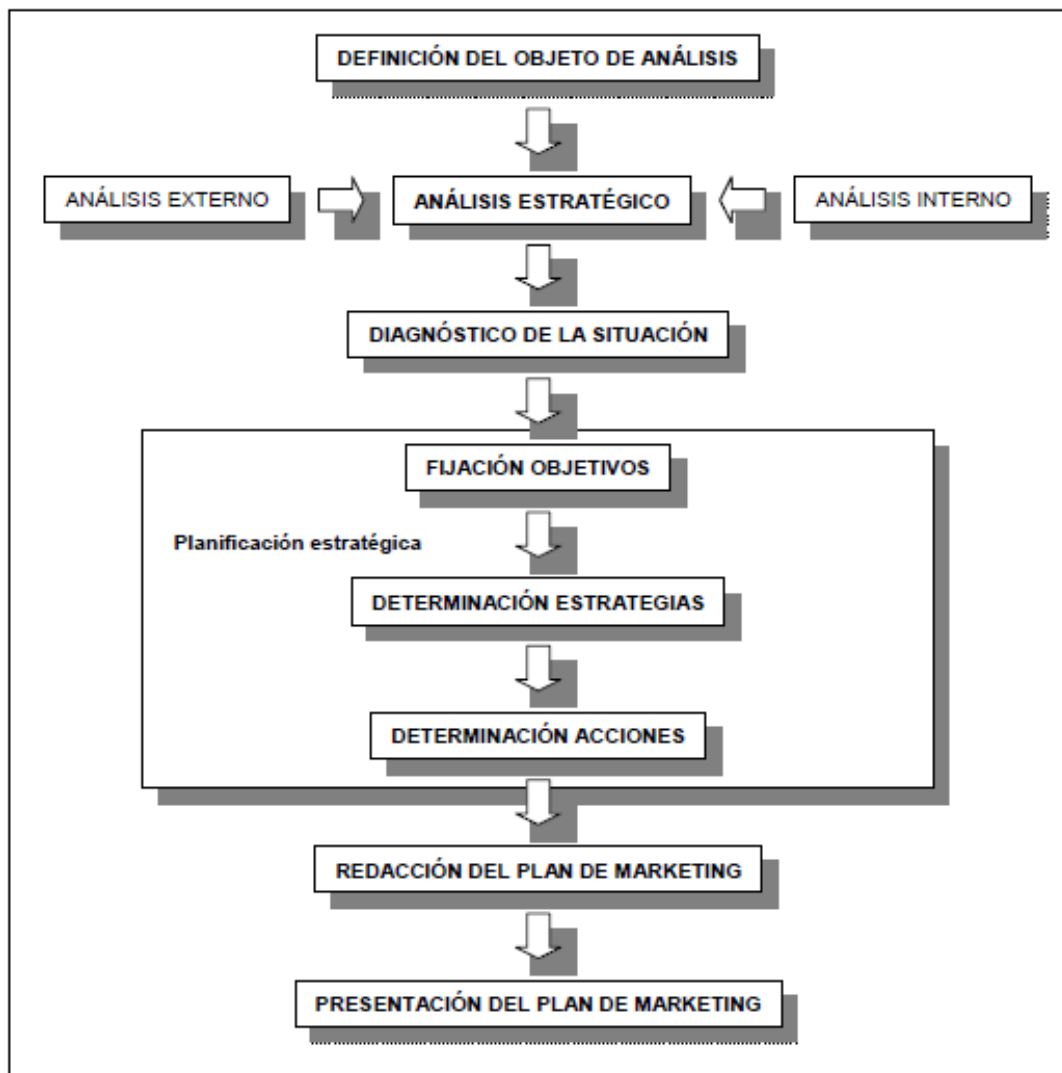 DEFINICIÓN DEL OBJETO DE ANÁLISIS
ANÁLISIS EXTERNO
ANÁLISIS ESTRATÉGICO
ANÁLISIS INTERNO
DIAGNÓSTICO DE LA SITUACIÓN
FIJACIÓN OBJETIVOS
Planificación estratégica
DETERMINACIÓN ESTRATEGIAS
DETERMINACIÓN ACCIONES
REDACCIÓN DEL PLAN DE MARKETING
PRESENTACIÓN DEL PLAN DE MARKETING